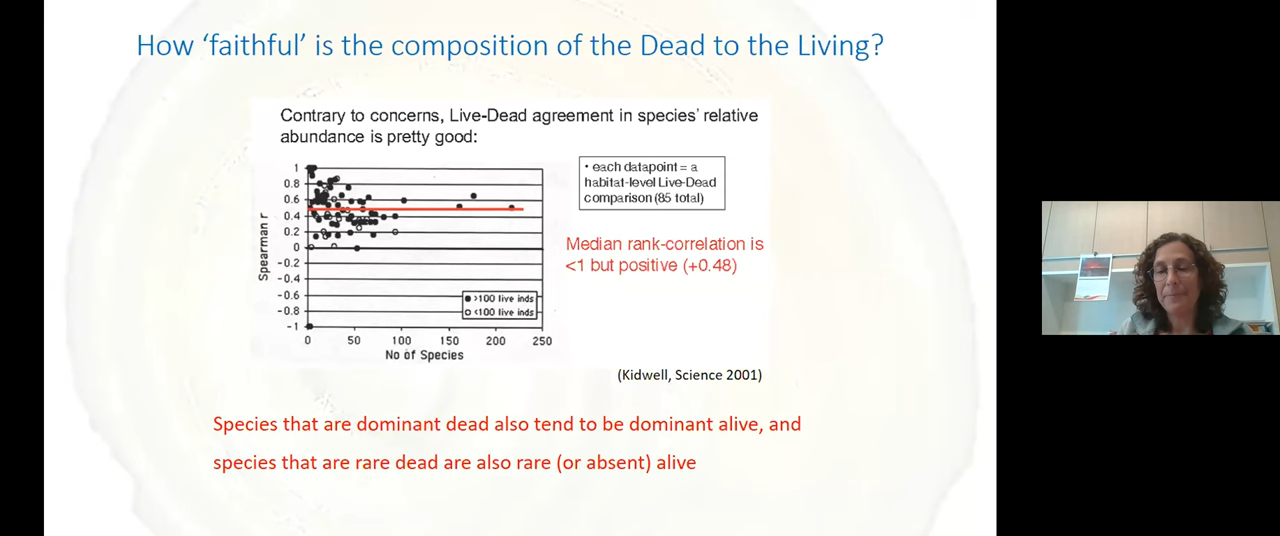 How ‘faithful’ is the composition of the Dead to the Living?
Contrary to concerns, Live-Dead agreement in species’ relative
abundance is pretty good:
1
0.8
0.6
0.4
0.2
0
-0.2
-0.4
-0.6
-0.8
-1
Spearman r
0 50 100 150 200 250
No of Species
>100 live inds
<100 live inds
• each datapoint = a
habitat-level Live-Dead
comparison (85 total)
Median rank-correlation is
<1 but positive (+0.48)
(Kidwell, Science 2001)
Species that are dominant dead also tend to be dominant alive, and
species that are rare dead are also rare (or absent) alive